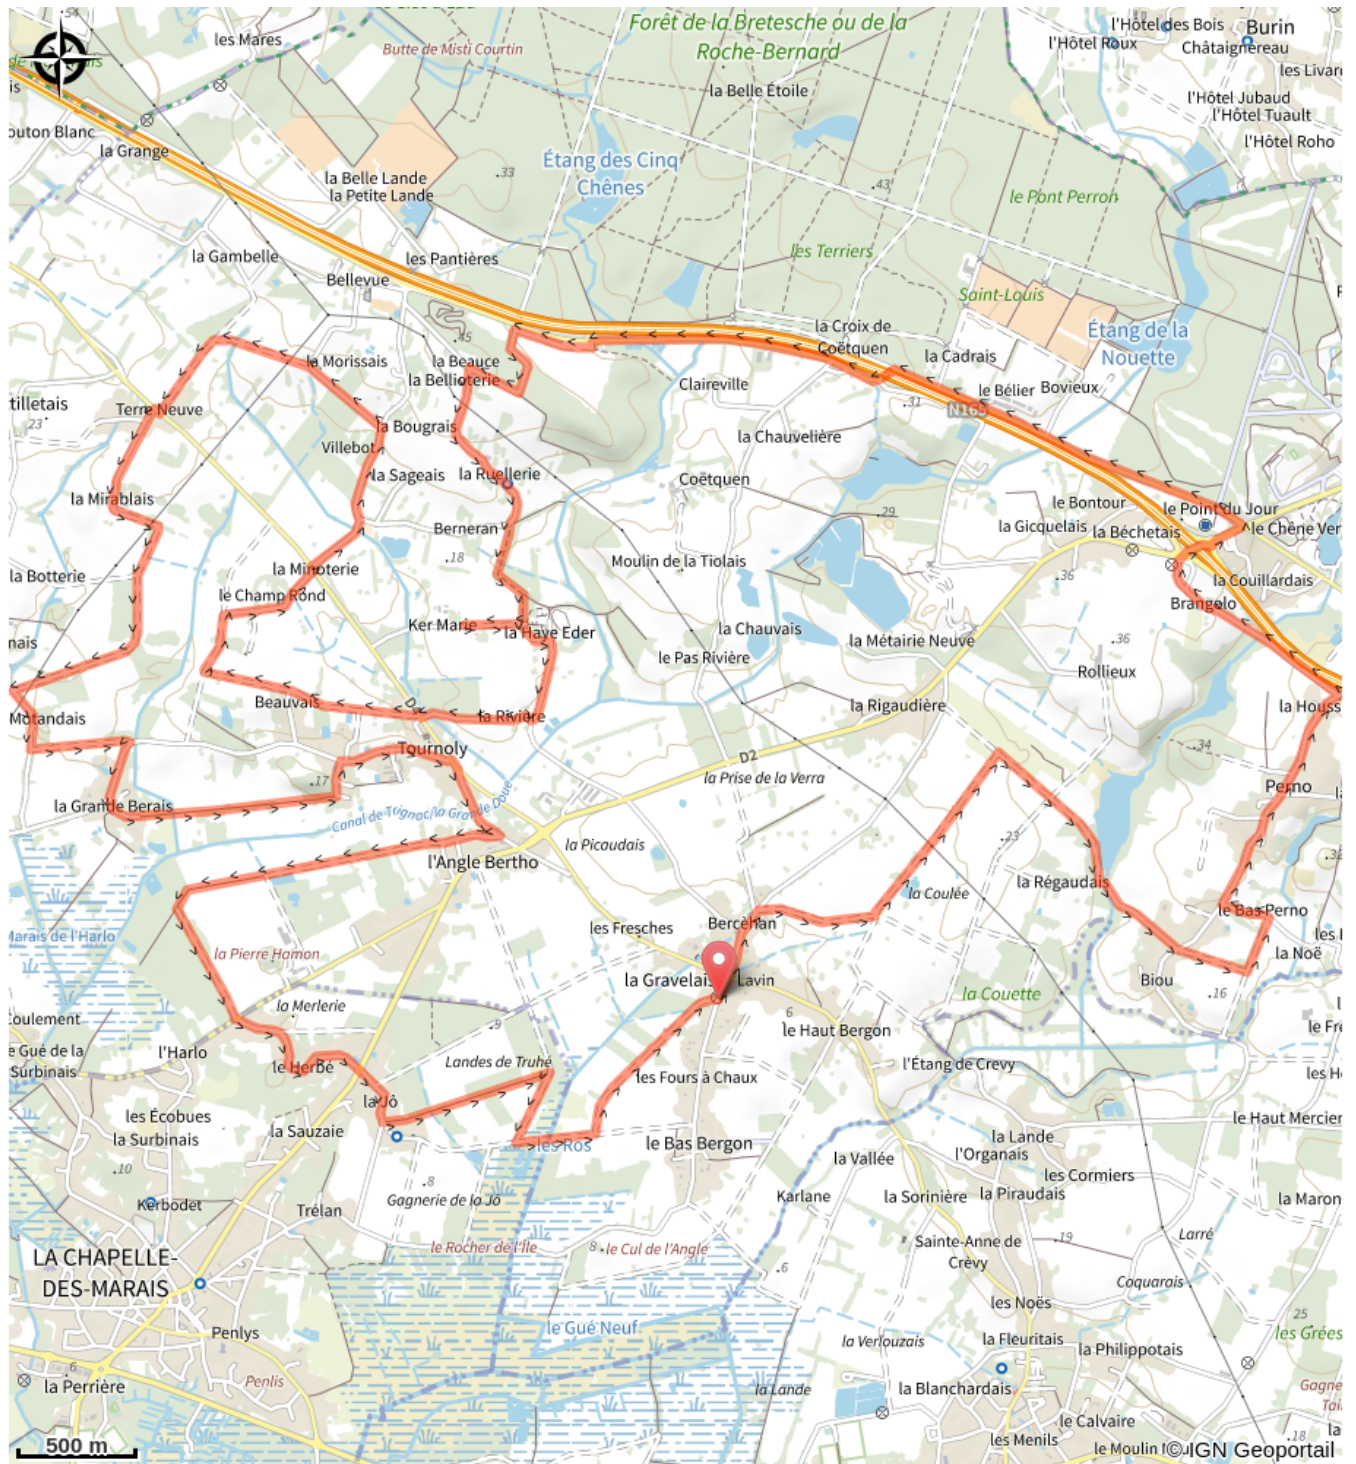 .54
les Mares
Butte de Misti Courtin
Forêt de la Bretesche ou de la
Roche-Bernard
la Belle Étoile
l'Hôtel des Bois
Burin
l'Hôtel Roux
Châtaignereau
les Livar
l'Hôtel Jubaud
l'Hôtel Tuault
l'Hôtel Roho
is
outon Blanc
la Grange
la Belle Lande
la Petite Lande
.33
Étang des Cinq
Chênes
.43
le Pont Perron
la Gambelle
les Pantières
les Terriers
Bellevue
Saint-Louis
.45
la Croix de
Coëtquen
Étang de la
Nouette
la Morissais
la Beauce
la Bellioterie
la Cadrais
Claireville
le Bélier
Bovieux
.31
N165
tilletais
23
Terre Neuve
la Bougrais
Villebot
la Chauvelière
la Sageais
la Ruellerie
Coëtquen
la Mirablais
le Bontour
le Point du Jour
.29
la Gicquelais
la Béchetais
le Chêne Ver
Berneran
.18
Moulin de la Tiolais
la Minoterie
la Botterie
.36
la Couillardais
le Champ Rond
Brangolo
Ker Marie
la Haye Eder
la Chauvais
la Métairie Neuve
.36
nais
le Pas Rivière
Rollieux
Beauvais
D2
la Rivière
la Rigaudière
la Houss
Motandais
Tournoly
D2
.34
.17
la Prise de la Verra
Perno
la Grande Berais
Canal de Trignac/la Grande Doue
la Picaudais
.23
l'Angle Bertho
la Régaudais
la Coulée
les Fresches
Bercéhan
le Bas Perno
Marais de l'Harlo
la Pierre Hamon
la Noë
la Gravelais
Lavin
Biou
.16
la Couette
la Merlerie
6
le Haut Bergon
Coulement
.9
le Gué de la
Surbinais
l'Harlo
le Herbé
Landes de Truhé
l'Étang de Crevy
les Fours à Chaux
la Jô
les Écobues
la Surbinais
la Sauzaie
le Haut Mercier
les Ros
le Bas Bergon
la Lande
l'Organais
la Vallée
.10
.8
les Cormiers
Kerbodet
Gagnerie de la Jô
Karlane
la Sorinière
la Piraudais
la Maron
Trélan
Larré
le Rocher de l'Île
8.
le Cul de l'Angle
Sainte-Anne de
Crévy
.19
LA CHAPELLE-
DES-MARAIS
.6
Coquarais
les Noës
25
Penlys
le Gué Neuf
la Verlouzais
la Fleuritais
la Philippotais
les Grées
6
la Perrière
Penlis
la Lande
la Blanchardais
Gagne
le Calvaire
les Menils
.18
500 m
©IGN Geoportail